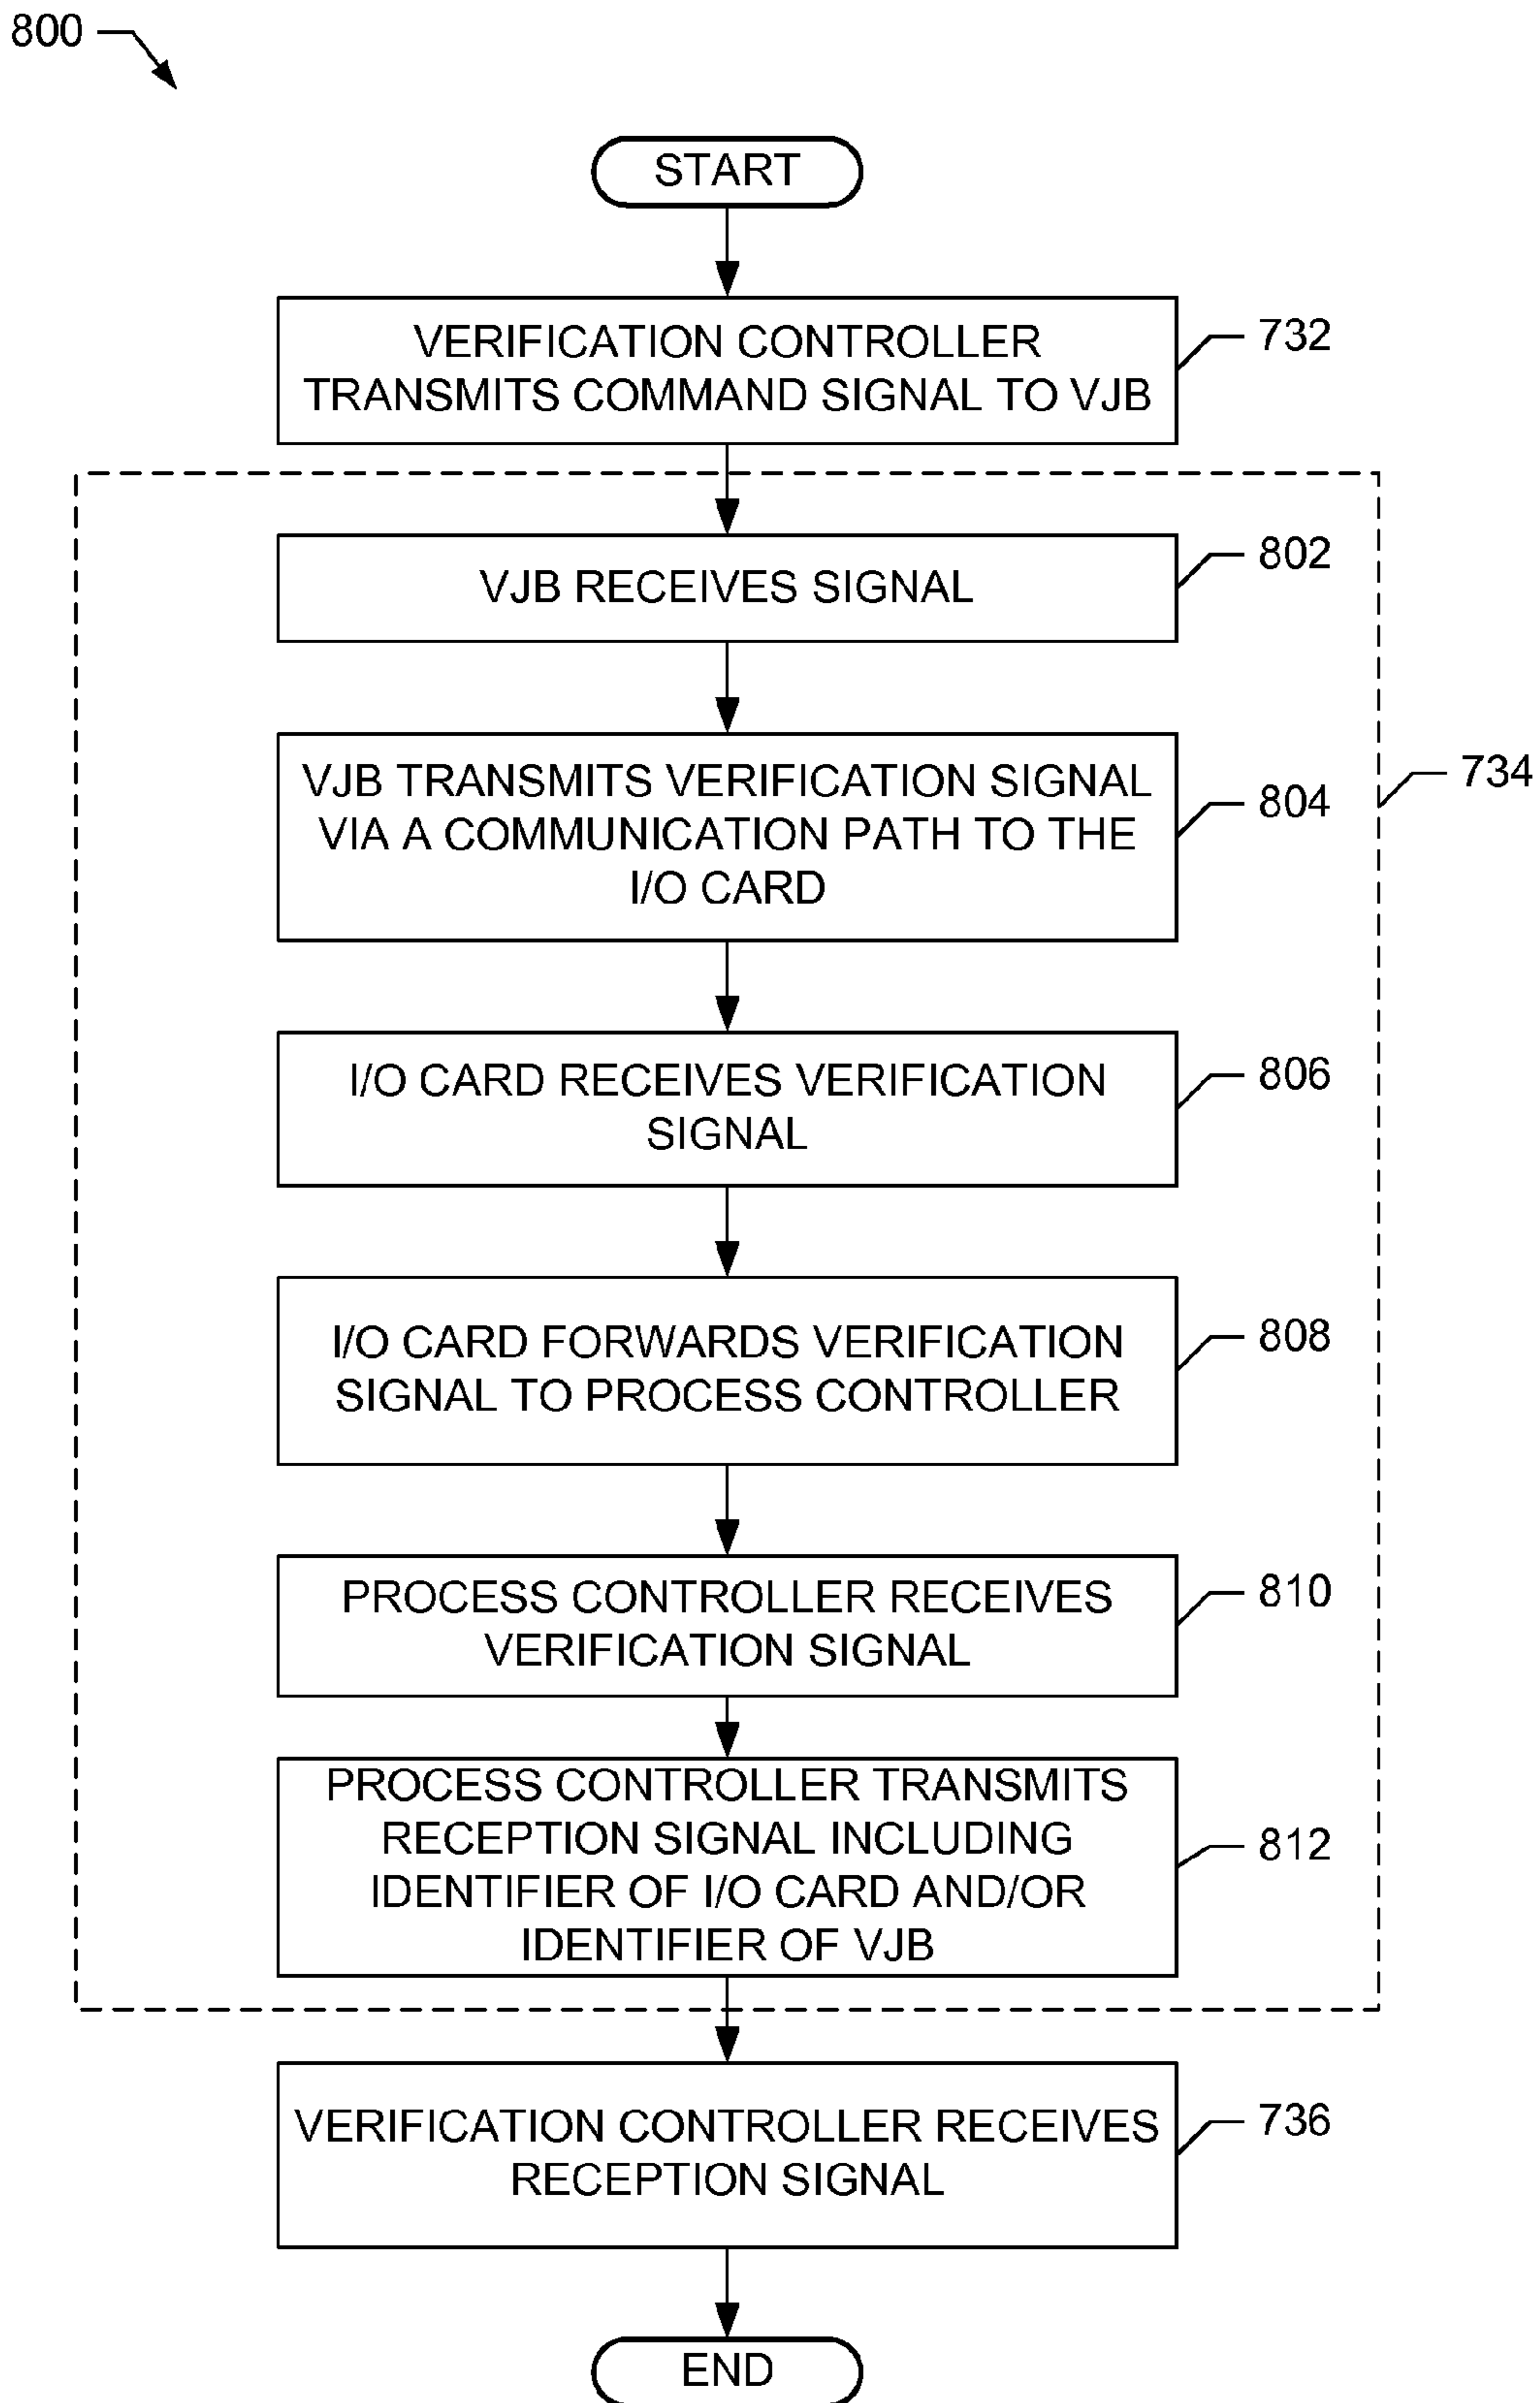 800
START
VERIFICATION CONTROLLER
TRANSMITS COMMAND SIGNAL TO VJB
732
VJB RECEIVES SIGNAL
802
VJB TRANSMITS VERIFICATION SIGNAL
VIA A COMMUNICATION PATH TO THE
I/O CARD
804
734
I/O CARD RECEIVES VERIFICATION
SIGNAL
806
I/O CARD FORWARDS VERIFICATION
SIGNAL TO PROCESS CONTROLLER
808
PROCESS CONTROLLER RECEIVES
VERIFICATION SIGNAL
810
PROCESS CONTROLLER TRANSMITS
RECEPTION SIGNAL INCLUDING
IDENTIFIER OF I/O CARD AND/OR
IDENTIFIER OF VJB
812
VERIFICATION CONTROLLER RECEIVES
RECEPTION SIGNAL
736
END